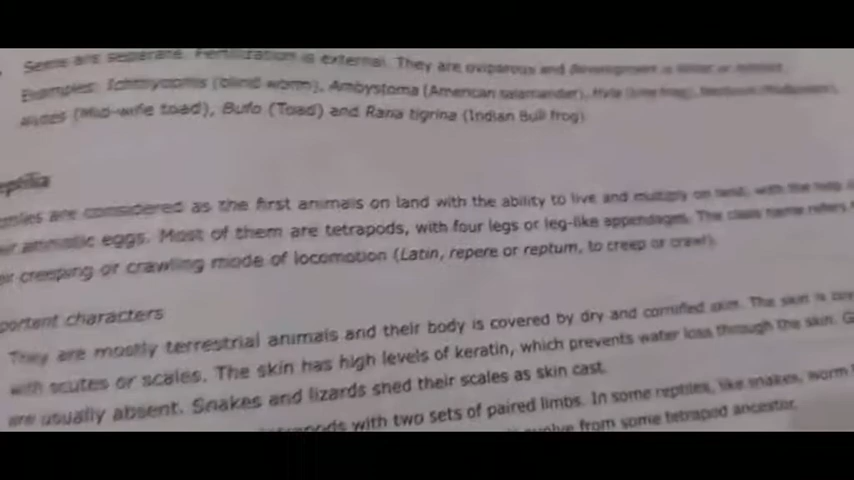 Sexes are separate. Fertilization is external. They are oviparous and development is
Examples: Ichthyophis (blind worm), Ambystoma (American salamander), Hyla (tree frog),
(Mid-wife toad), Bufo (Toad) and Rana tigrina (Indian Bull frog)
are considered as the first animals on land with the ability to live and multiply on land, with the help
amniotic eggs. Most of them are tetrapods, with four legs or leg-like appendages. The class name refers
creeping or crawling mode of locomotion (Latin, repere or reptum, to creep or crawl).
portant characters
They are mostly terrestrial animals and their body is covered by dry and cornified skin. The skin is
with scutes or scales. The skin has high levels of keratin, which prevents water loss through the skin.
are usually absent. Snakes and lizards shed their scales as skin cast.
with two sets of paired limbs. In some reptiles, like snakes, worm
evolve from some tetrapod ancestor.